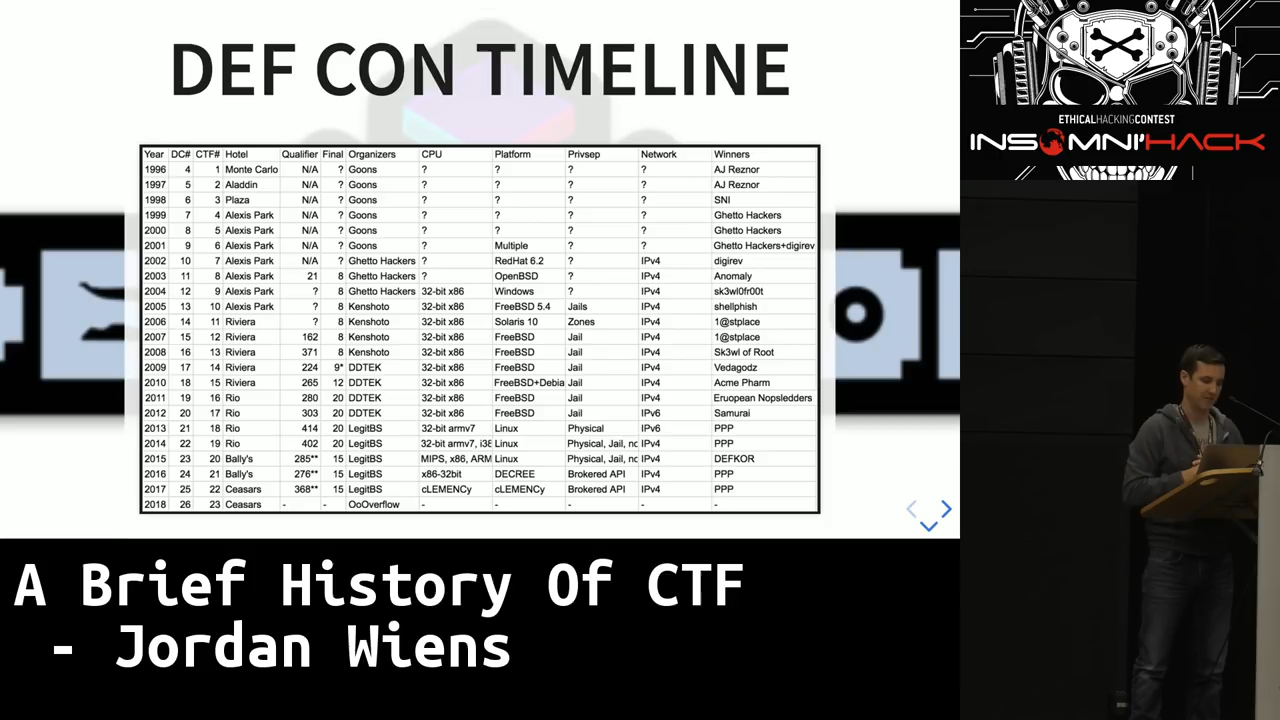 DEF CON TIMELINE
Year DC# CTF# Hotel Qualifier Final Organizers CPU Platform Privsep Network Winners
1996 4 1 Monte Carlo N/A ? Goons ? ? ? ? AJ Reznor
1997 5 2 Aladdin N/A ? Goons ? ? ? ? AJ Reznor
1998 6 3 Plaza N/A ? Goons ? ? ? ? SNI
1999 7 4 Alexis Park N/A ? Goons ? ? ? ? Ghetto Hackers
2000 8 5 Alexis Park N/A ? Goons ? ? ? ? Ghetto Hackers
2001 9 6 Alexis Park N/A ? Goons ? Multiple ? ? Ghetto Hackers+digirev
2002 10 7 Alexis Park N/A ? Ghetto Hackers ? RedHat 6.2 ? IPv4 digirev
2003 11 8 Alexis Park 21 8 Ghetto Hackers ? OpenBSD ? IPv4 Anomaly
2004 12 9 Alexis Park ? 8 Ghetto Hackers 32-bit x86 Windows ? IPv4 sk3wl0fr00t
2005 13 10 Alexis Park ? 8 Kenshoto 32-bit x86 FreeBSD 5.4 Jails IPv4 shellphish
2006 14 11 Riviera ? 8 Kenshoto 32-bit x86 Solaris 10 Zones IPv4 1@stplace
2007 15 12 Riviera 162 8 Kenshoto 32-bit x86 FreeBSD Jail IPv4 1@stplace
2008 16 13 Riviera 371 8 Kenshoto 32-bit x86 FreeBSD Jail IPv4 Sk3wl of Root
2009 17 14 Riviera 224 9* DDTEK 32-bit x86 FreeBSD Jail IPv4 Vedagodz
2010 18 15 Riviera 265 12 DDTEK 32-bit x86 FreeBSD+Debia Jail IPv4 Acme Pharm
2011 19 16 Rio 280 20 DDTEK 32-bit x86 FreeBSD Jail IPv4 Eruopean Nopsledders
2012 20 17 Rio 303 20 DDTEK 32-bit x86 FreeBSD Jail IPv6 Samurai
2013 21 18 Rio 414 20 LegitBS 32-bit armv7 Linux Physical IPv6 PPP
2014 22 19 Rio 402 20 LegitBS 32-bit armv7, i38 Linux Physical, Jail, no IPv4 PPP
2015 23 20 Bally's 285** 15 LegitBS MIPS, x86, ARM Linux Physical, Jail, no IPv4 DEFKOR
2016 24 21 Bally's 276** 15 LegitBS x86-32bit DECREE Brokered API IPv4 PPP
2017 25 22 Ceasars 368** 15 LegitBS cLEMENCy cLEMENCy Brokered API IPv4 PPP
2018 26 23 Ceasars - - OoOverflow - - - - -
A Brief History Of CTF
- Jordan Wiens
ETHICALHACKINGCONTEST
INSOMNI'HACK